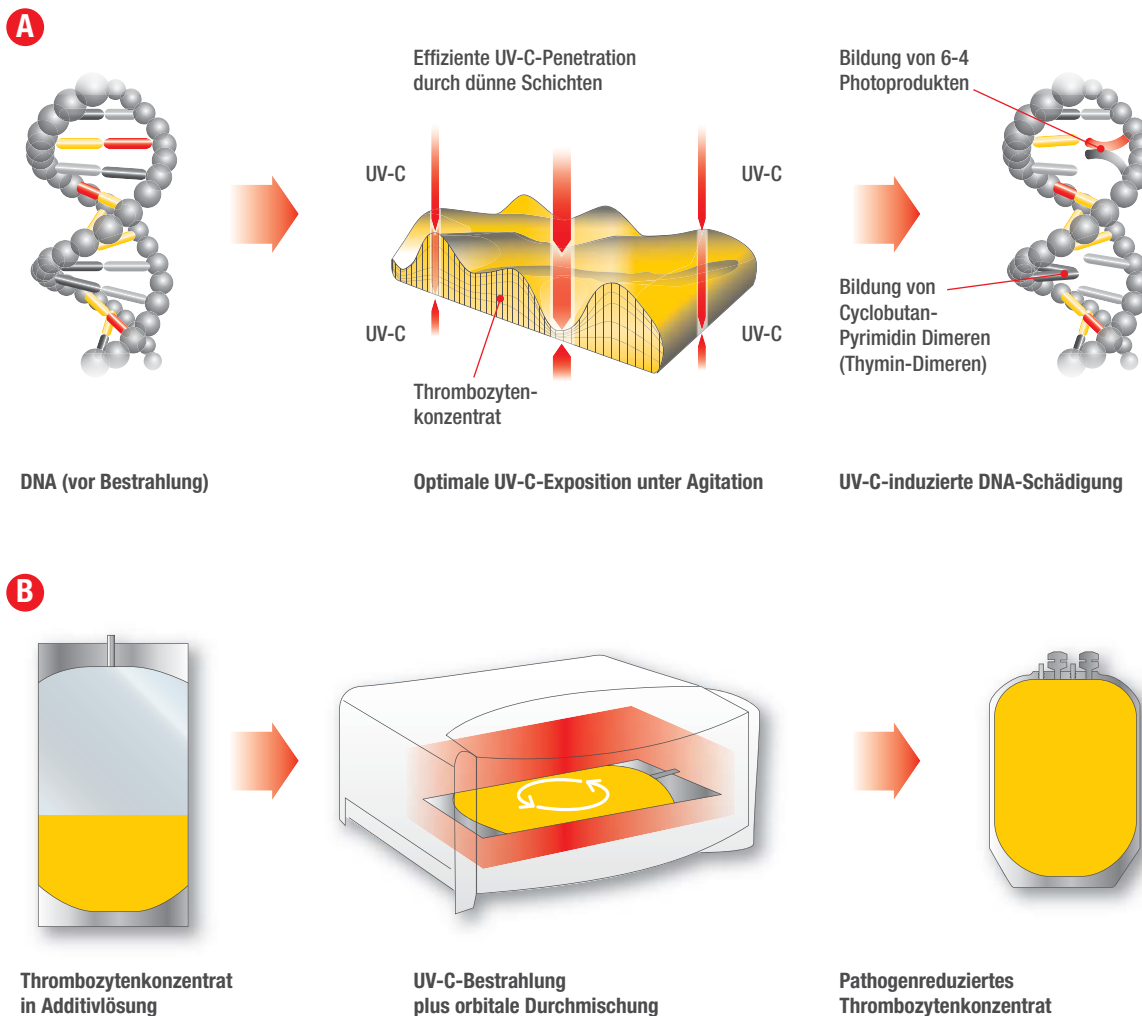 A
Effiziente UV-C-Penetration
durch dünne Schichten
Bildung von 6-4
Photoprodukten
UV-C
UV-C
UV-C
UV-C
Thrombozyten-
konzentrat
Bildung von
Cyclobutan-
Pyrimidin Dimeren
(Thymin-Dimeren)
DNA (vor Bestrahlung)
Optimale UV-C-Exposition unter Agitation
UV-C-induzierte DNA-Schädigung
B
Thrombozytenkonzentrat
in Additivlösung
UV-C-Bestrahlung
plus orbitale Durchmischung
Pathogenreduziertes
Thrombozytenkonzentrat